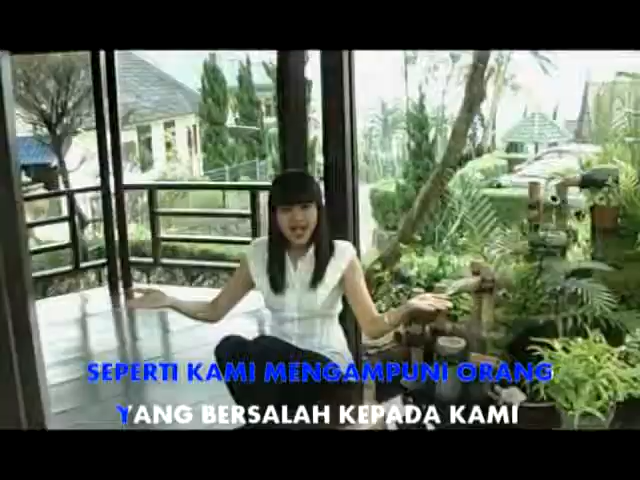 SEPERTI KAMI MENGAMPUNI ORANG
YANG BERSALAH KEPADA KAMI